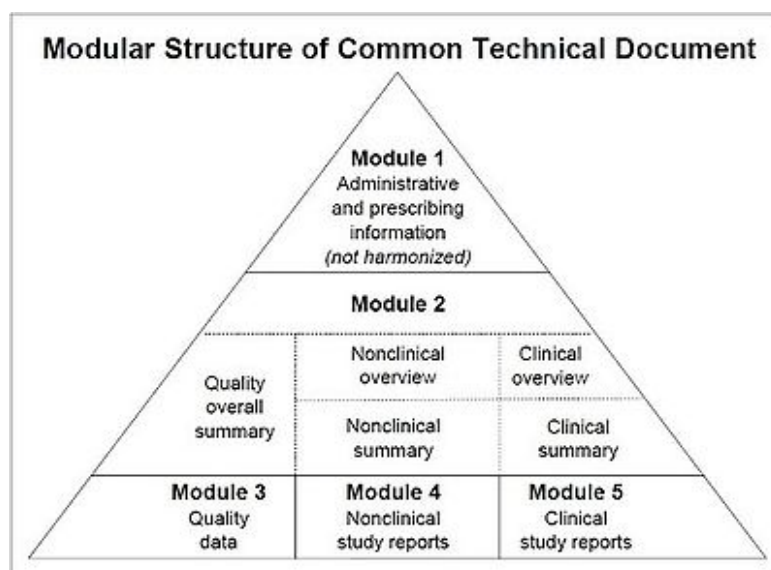 Modular Structure of Common Technical Document
Module 1
Administrative
and prescribing
information
(not harmonized)
Module 2
Quality
overall
summary
Nonclinical
overview
Clinical
overview
Nonclinical
summary
Clinical
summary
Module 3
Quality
data
Module 4
Nonclinical
study reports
Module 5
Clinical
study reports